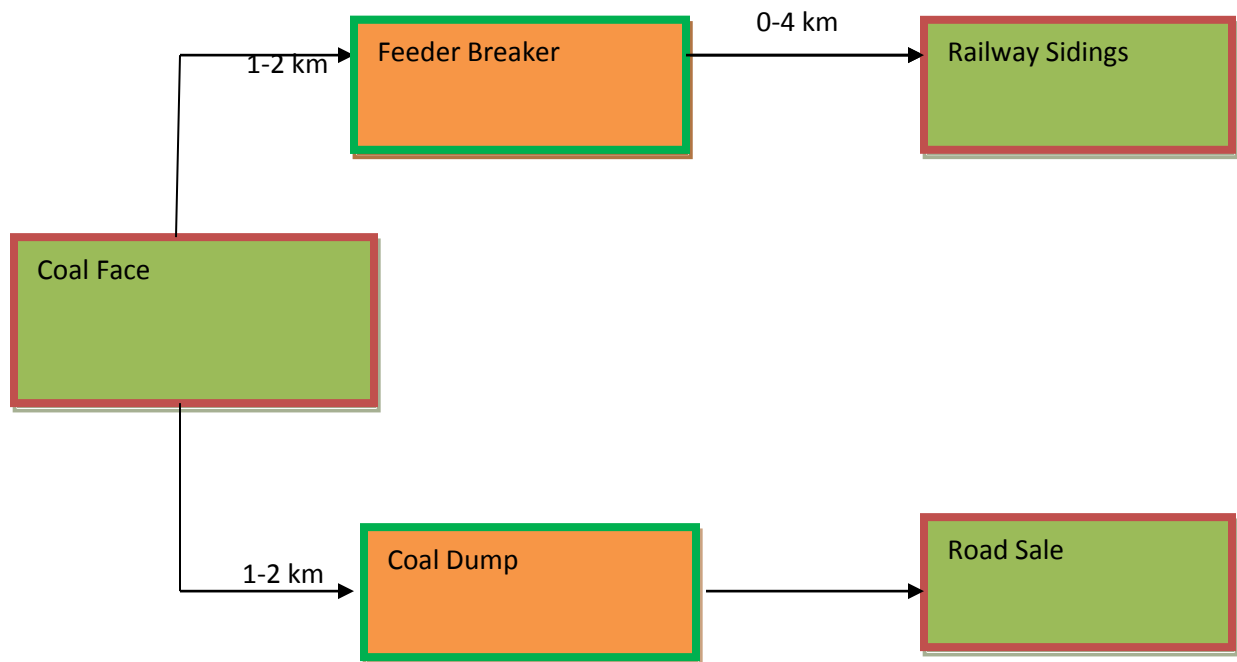 0-4 km
Feeder Breaker
Railway Sidings
1-2 km
Coal Face
Road Sale
Coal Dump
1-2 km